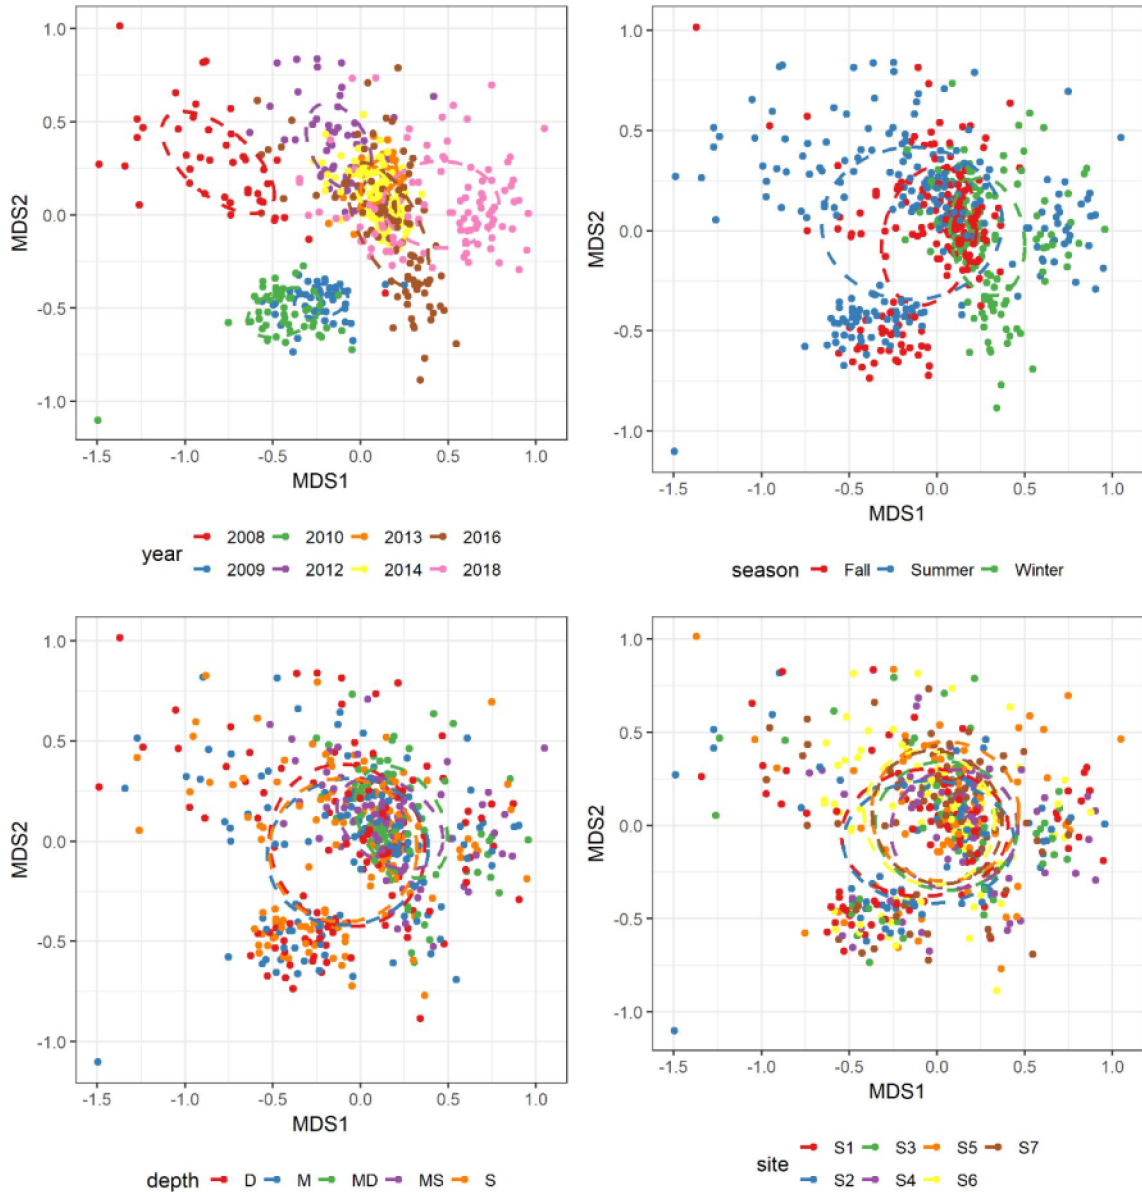 1.0
0.5
0.0
-0.5
-1.0
MDS2
-1.5 -1.0 -0.5 0.0 0.5 1.0
MDS1
year 2008 2010 2013 2016
2009 2012 2014 2018
1.0
0.5
0.0
-0.5
-1.0
MDS2
-1.5 -1.0 -0.5 0.0 0.5 1.0
MDS1
season Fall Summer Winter
1.0
0.5
0.0
-0.5
-1.0
MDS2
-1.5 -1.0 -0.5 0.0 0.5 1.0
MDS1
depth D M MD MS S
1.0
0.5
0.0
-0.5
-1.0
MDS2
-1.5 -1.0 -0.5 0.0 0.5 1.0
MDS1
site S1 S3 S5 S7
S2 S4 S6